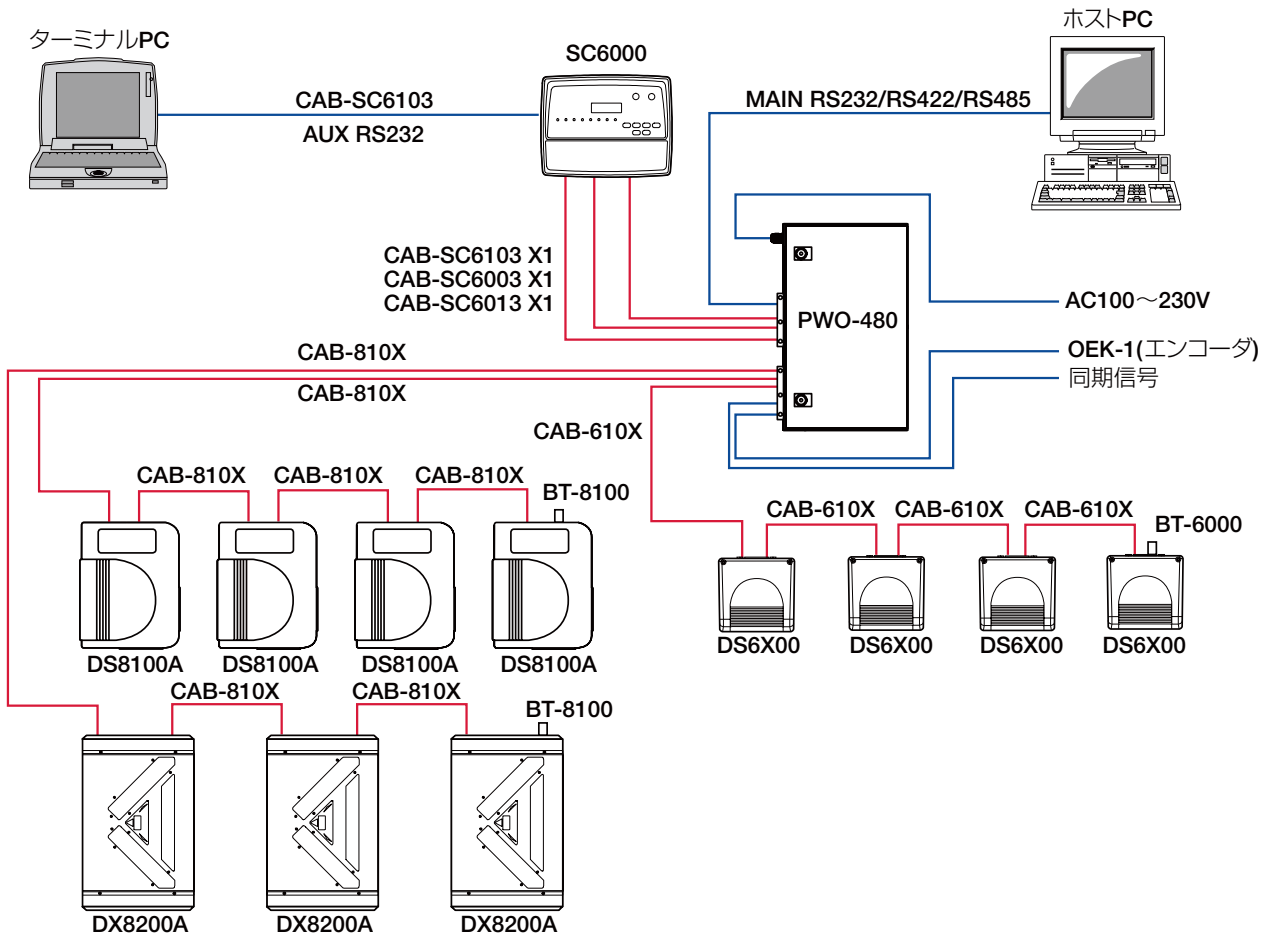 ターミナルPC
SC6000
ホストPC
CAB-SC6103
AUX RS232
MAIN RS232/RS422/RS485
CAB-SC6103 X1
CAB-SC6003 X1
CAB-SC6013 X1
PWO-480
AC100〜230V
OEK-1(エンコーダ)
同期信号
CAB-810X
CAB-810X
CAB-610X
CAB-810X
CAB-810X
CAB-810X
BT-8100
CAB-610X
CAB-610X
CAB-610X
BT-6000
DS8100A
DS8100A
DS8100A
DS8100A
DS6X00
DS6X00
DS6X00
DS6X00
CAB-810X
CAB-810X
BT-8100
DX8200A
DX8200A
DX8200A